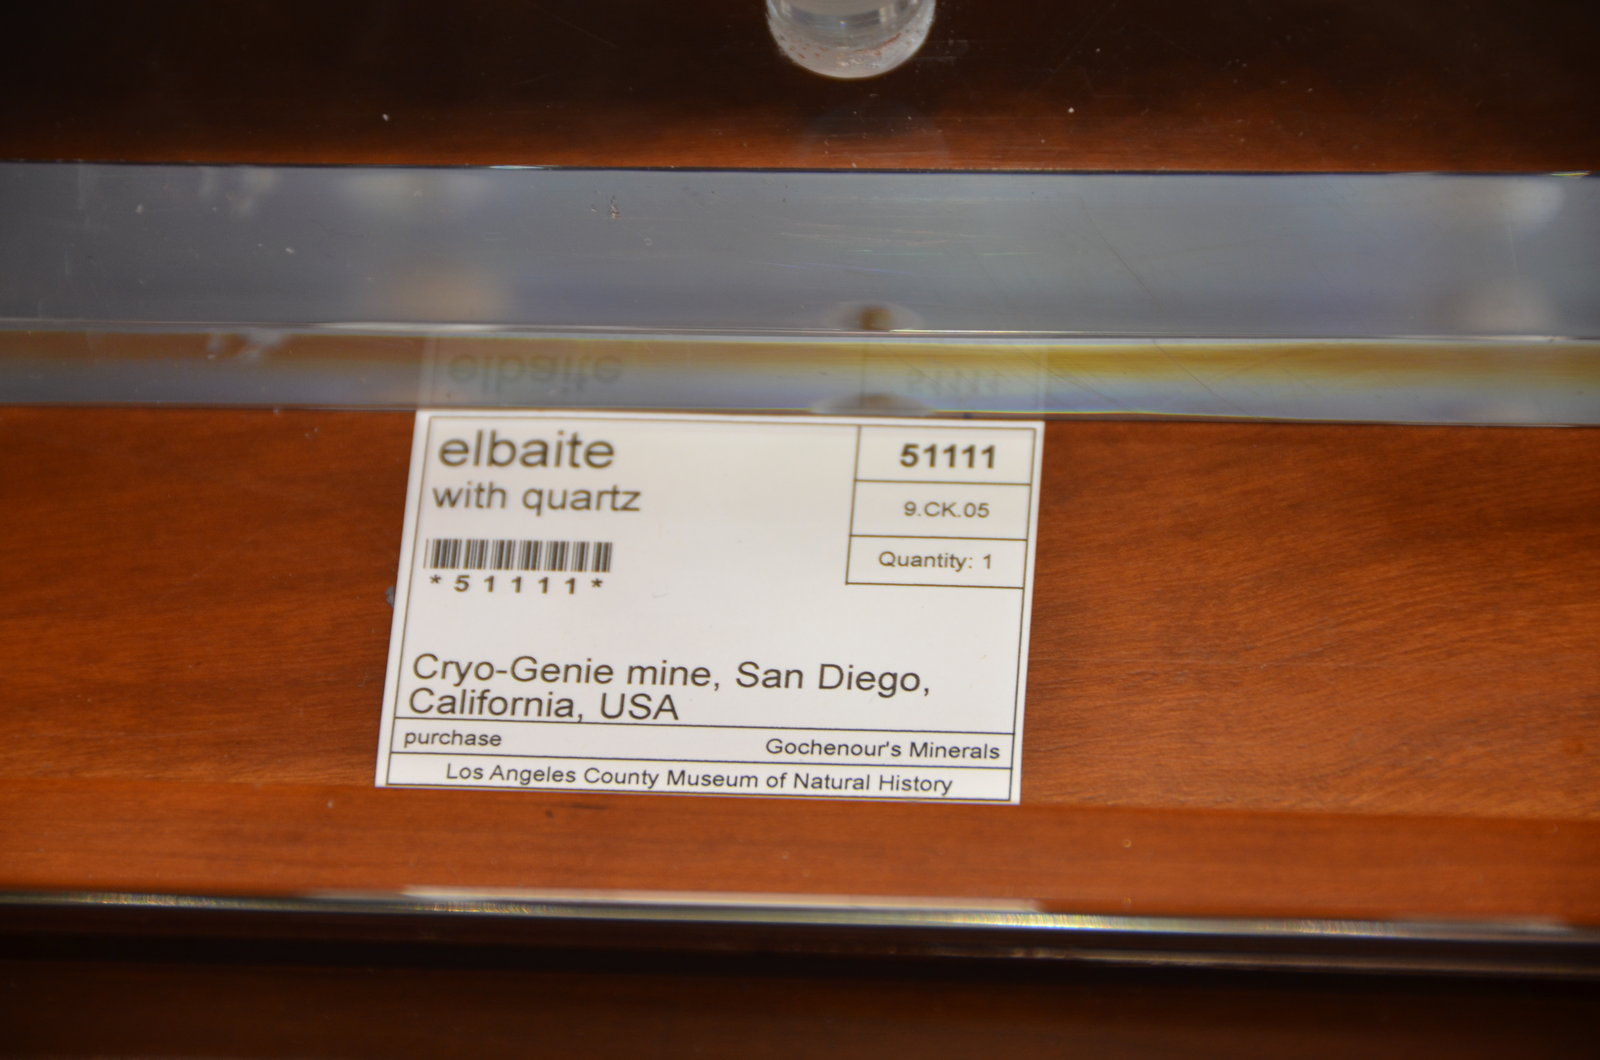 elbaite
with quartz
51111
9.CK.05
Quantity: 1
*51111*
Cryo-Genie mine, San Diego,
California, USA
purchase
Gochenour's Minerals
Los Angeles County Museum of Natural History